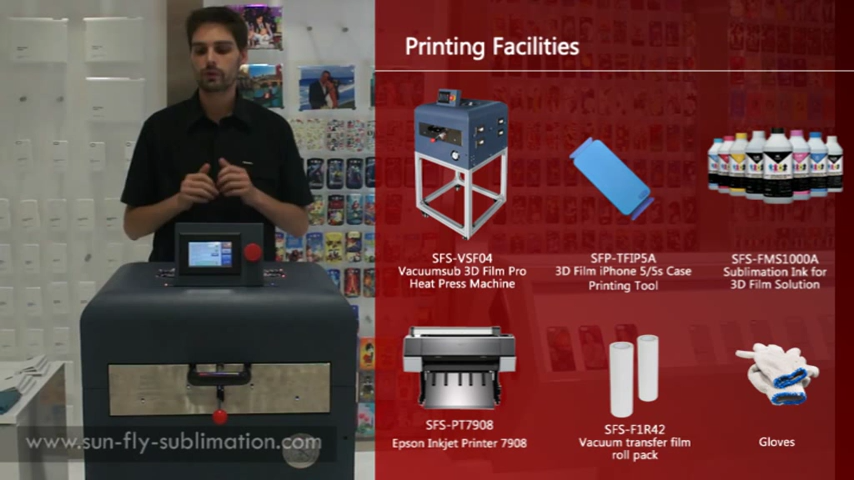 Printing Facilities
SFS-VSF04
Vacuumsub 3D Film Pro
Heat Press Machine
SFP-TFIP5A
3D Film iPhone 5/5s Case
Printing Tool
SFS-FMS1000A
Sublimation Ink for
3D Film Solution
SFS-PT7908
Epson Inkjet Printer 7908
SFS-F1R42
Vacuum transfer film
roll pack
Gloves
www.sun-fly-sublimation.com